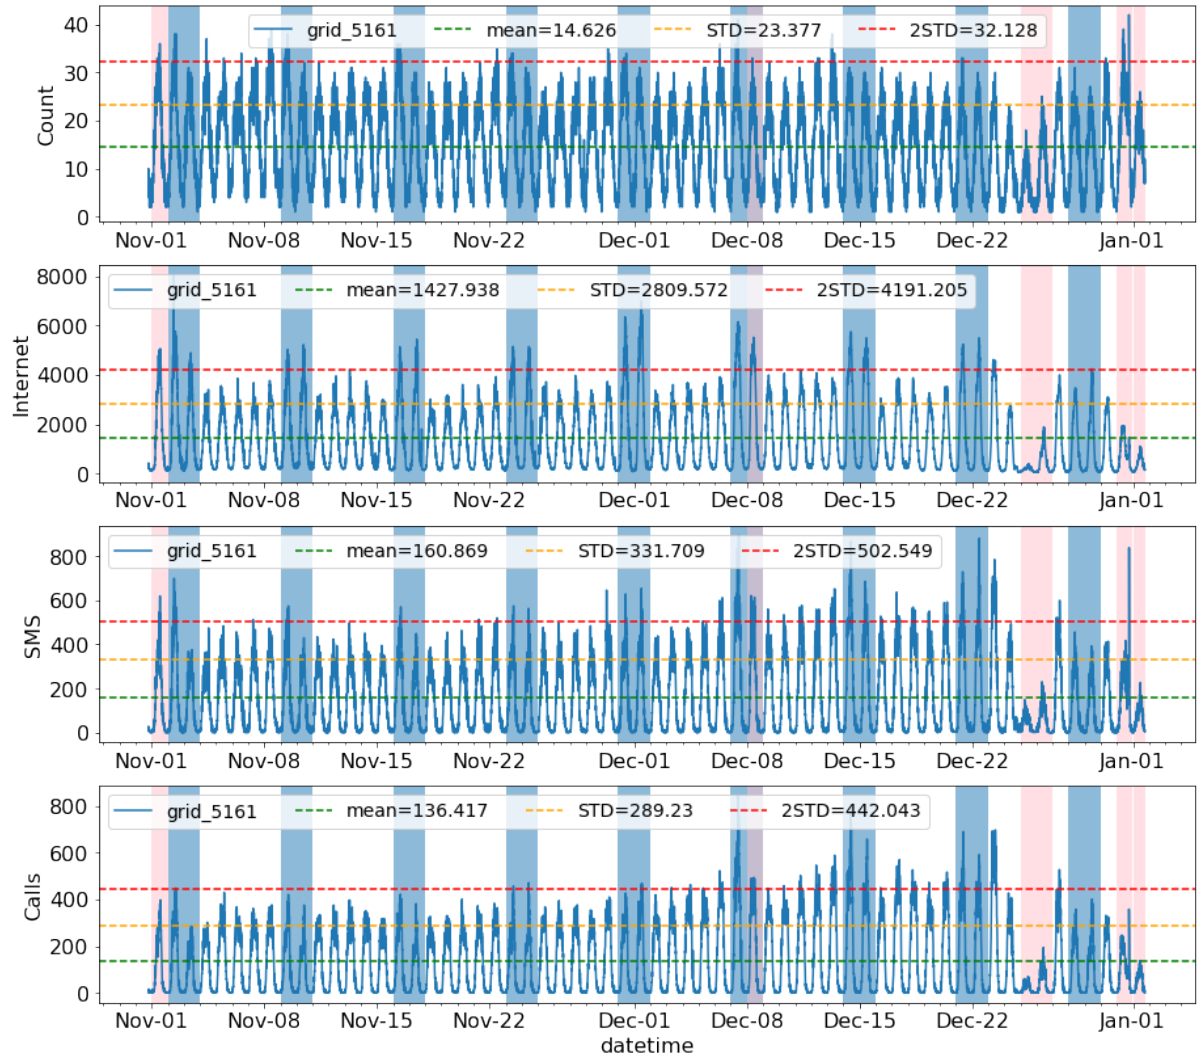 grid_5161 mean=14.626 STD=23.377 2STD=32.128
40
30
20
10
0
Count
Nov-01 Nov-08 Nov-15 Nov-22 Dec-01 Dec-08 Dec-15 Dec-22 Jan-01
grid_5161 mean=1427.938 STD=2809.572 2STD=4191.205
8000
6000
4000
2000
0
Internet
Nov-01 Nov-08 Nov-15 Nov-22 Dec-01 Dec-08 Dec-15 Dec-22 Jan-01
grid_5161 mean=160.869 STD=331.709 2STD=502.549
800
600
400
200
0
SMS
Nov-01 Nov-08 Nov-15 Nov-22 Dec-01 Dec-08 Dec-15 Dec-22 Jan-01
grid_5161 mean=136.417 STD=289.23 2STD=442.043
800
600
400
200
0
Calls
Nov-01 Nov-08 Nov-15 Nov-22 Dec-01 Dec-08 Dec-15 Dec-22 Jan-01
datetime